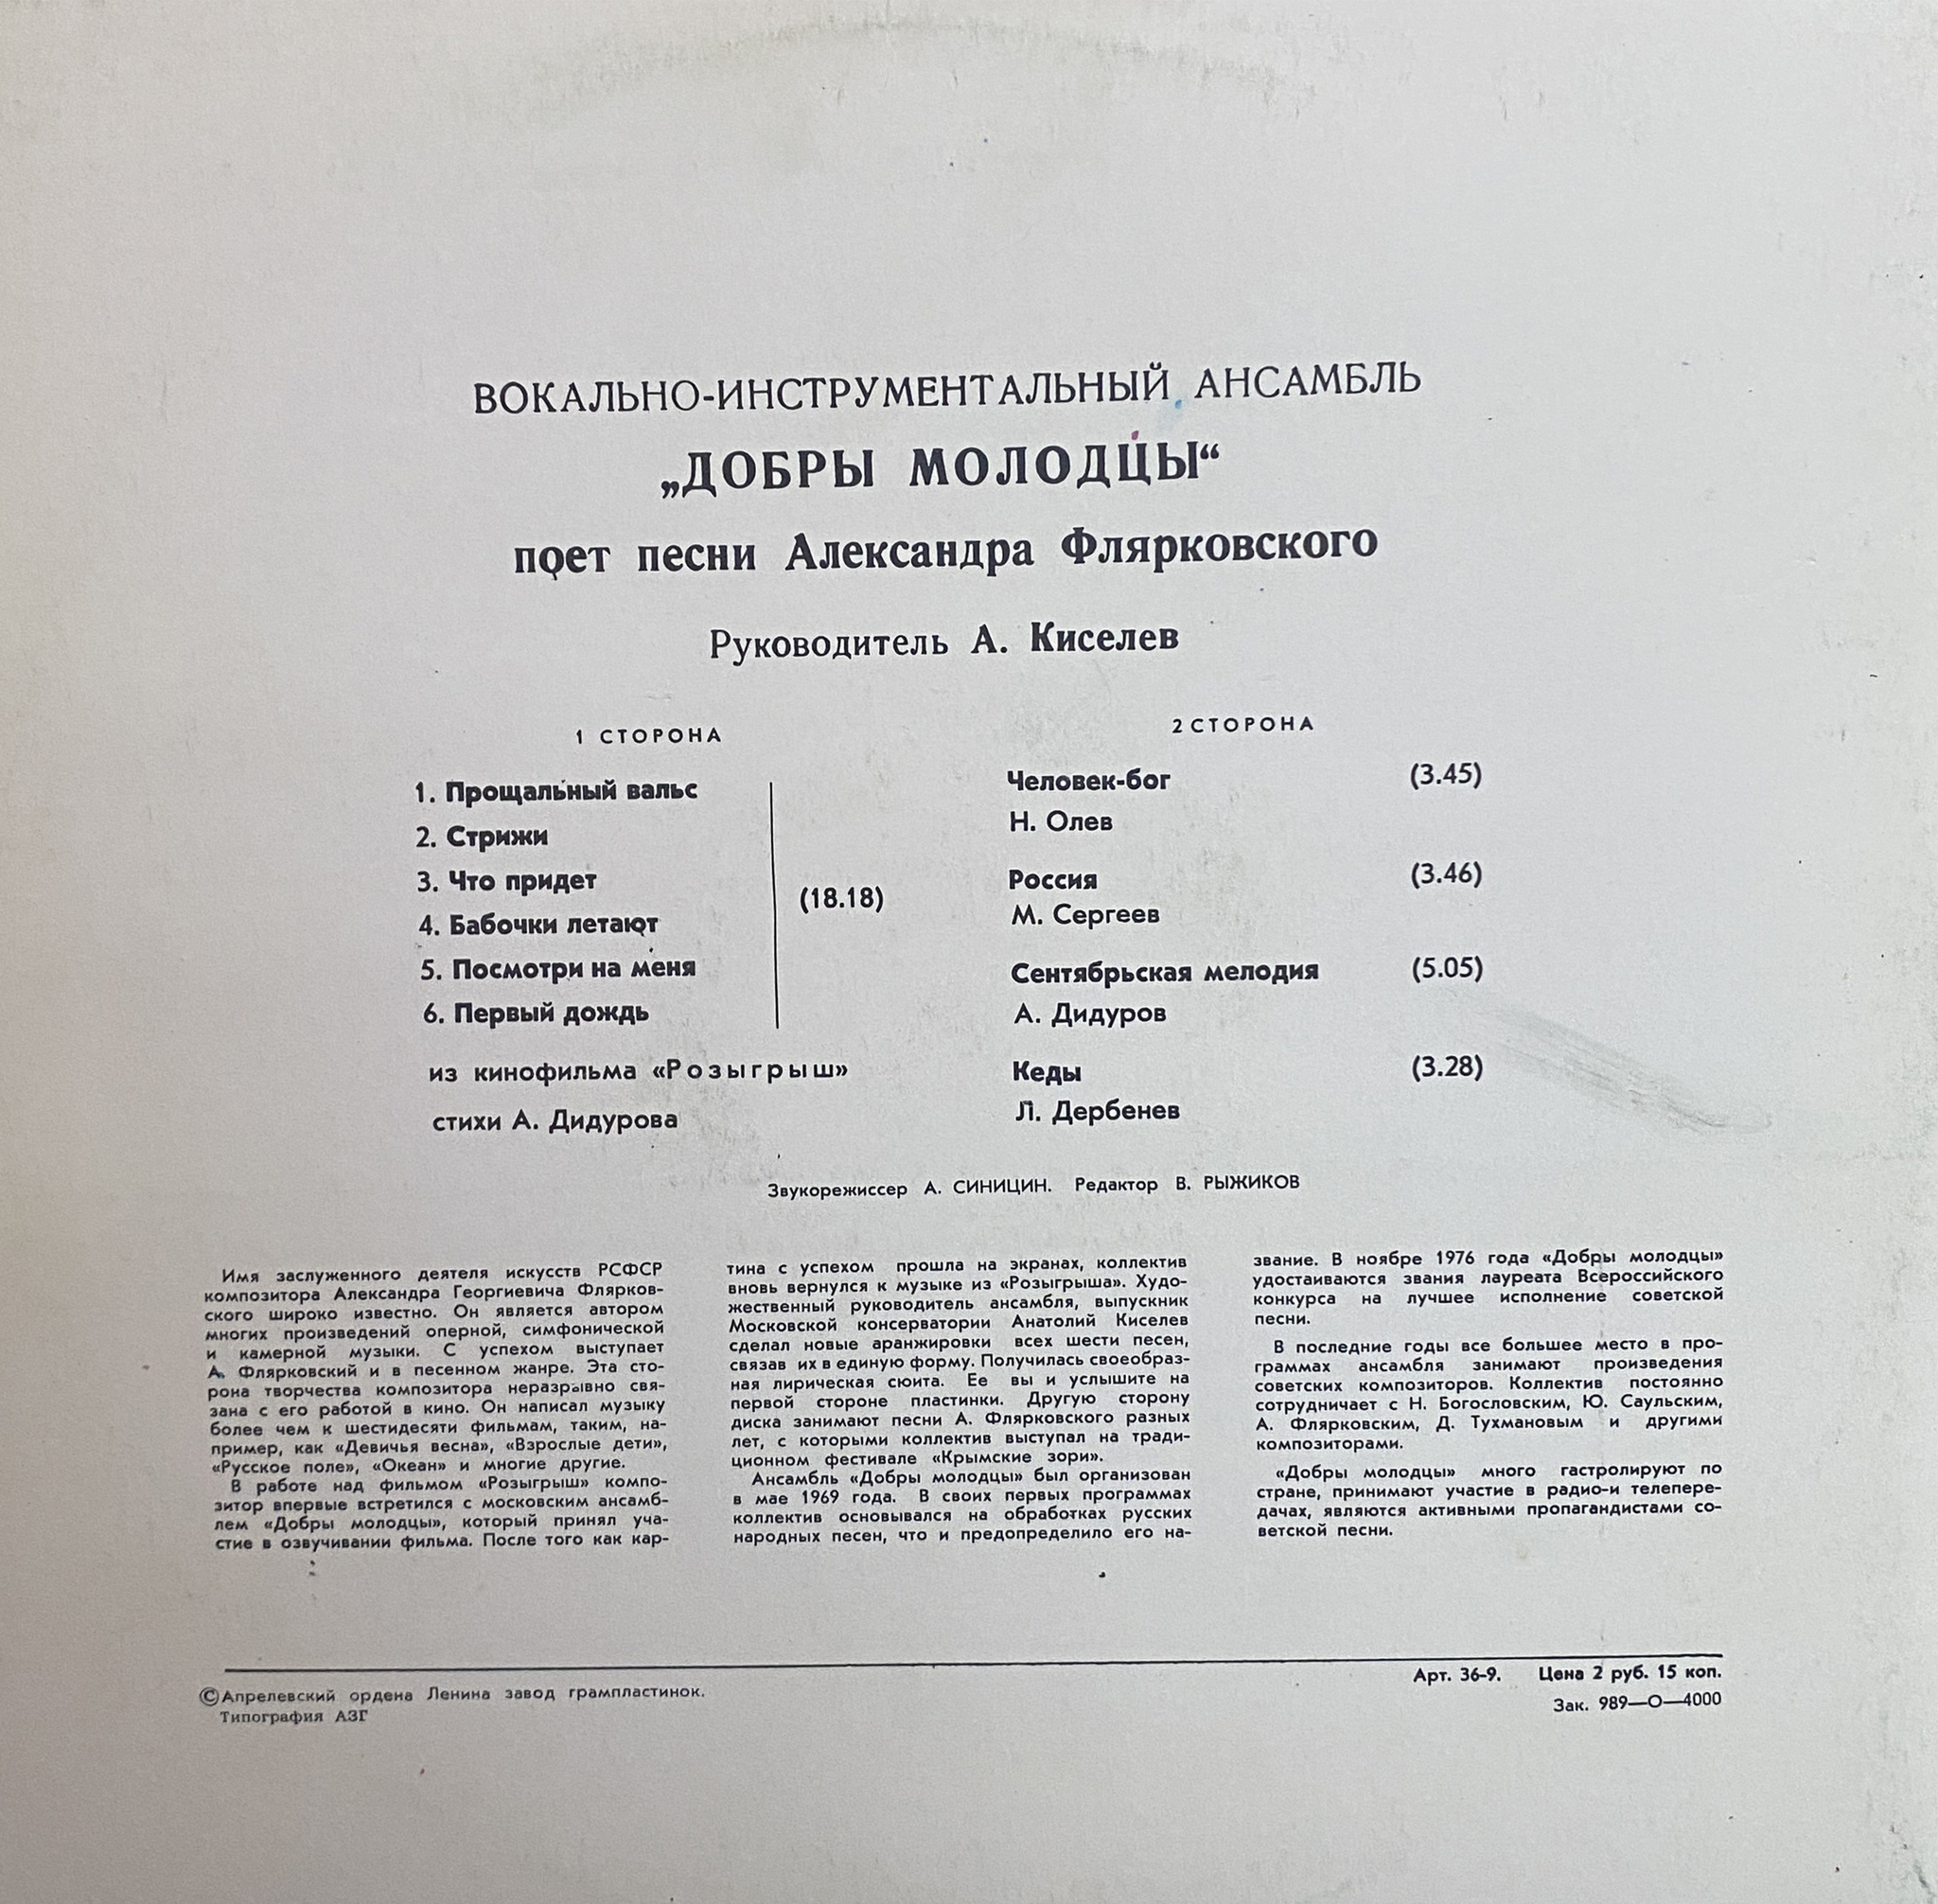 ВОКАЛЬНО-ИНСТРУМЕНТАЛЬНЫЙ АНСАМБЛЬ
„ДОБРЫ МОЛОДЦЫ“
поет песни Александра Флярковского
Руководитель А. Киселев
1 СТОРОНА
1. Прощальный вальс
2. Стрижи
3. Что придет
4. Бабочки летают
5. Посмотри на меня
6. Первый дождь
(18.18)
из кинофильма «Розыгрыш»
стихи А. Дидурова
2 СТОРОНА
Человек-бог (3.45)
Н. Олев
Россия (3.46)
М. Сергеев
Сентябрьская мелодия (5.05)
А. Дидуров
Кеды (3.28)
Л. Дербенев
Звукорежиссер А. СИНИЦИН. Редактор В. РЫЖИКОВ
Имя заслуженного деятеля искусств РСФСР
композитора Александра Георгиевича Флярков-
ского широко известно. Он является автором
многих произведений оперной, симфонической
и камерной музыки. С успехом выступает
А. Флярковский и в песенном жанре. Эта сто-
рона творчества композитора неразрывно свя-
зана с его работой в кино. Он написал музыку
более чем к шестидесяти фильмам, таким, на-
пример, как «Девичья весна», «Взрослые дети»,
«Русское поле», «Океан» и многие другие.
В работе над фильмом «Розыгрыш» компо-
зитор впервые встретился с московским ансамб-
лем «Добры молодцы», который принял уча-
стие в озвучивании фильма. После того как кар-
тина с успехом прошла на экранах, коллектив
вновь вернулся к музыке из «Розыгрыша». Худо-
жественный руководитель ансамбля, выпускник
Московской консерватории Анатолий Киселев
сделал новые аранжировки всех шести песен,
связав их в единую форму. Получилась своеобраз-
ная лирическая сюита. Ее вы и услышите на
первой стороне пластинки. Другую сторону
диска занимают песни А. Флярковского разных
лет, с которыми коллектив выступал на тради-
ционном фестивале «Крымские зори».
Ансамбль «Добры молодцы» был организован
в мае 1969 года. В своих первых программах
коллектив основывался на обработках русских
народных песен, что и предопределило его на-
звание. В ноябре 1976 года «Добры молодцы»
удостаиваются звания лауреата Всероссийского
конкурса на лучшее исполнение советской
песни.
В последние годы все большее место в про-
граммах ансамбля занимают произведения
советских композиторов. Коллектив постоянно
сотрудничает с Н. Богословским, Ю. Саульским,
А. Флярковским, Д. Тухмановым и другими
композиторами.
«Добры молодцы» много гастролируют по
стране, принимают участие в радио-и телепере-
дачах, являются активными пропагандистами со-
ветской песни.
©Апрелевский ордена Ленина завод грампластинок.
Типография АЗГ
Арт. 36-9. Цена 2 руб. 15 коп.
Зак. 989—О—4000